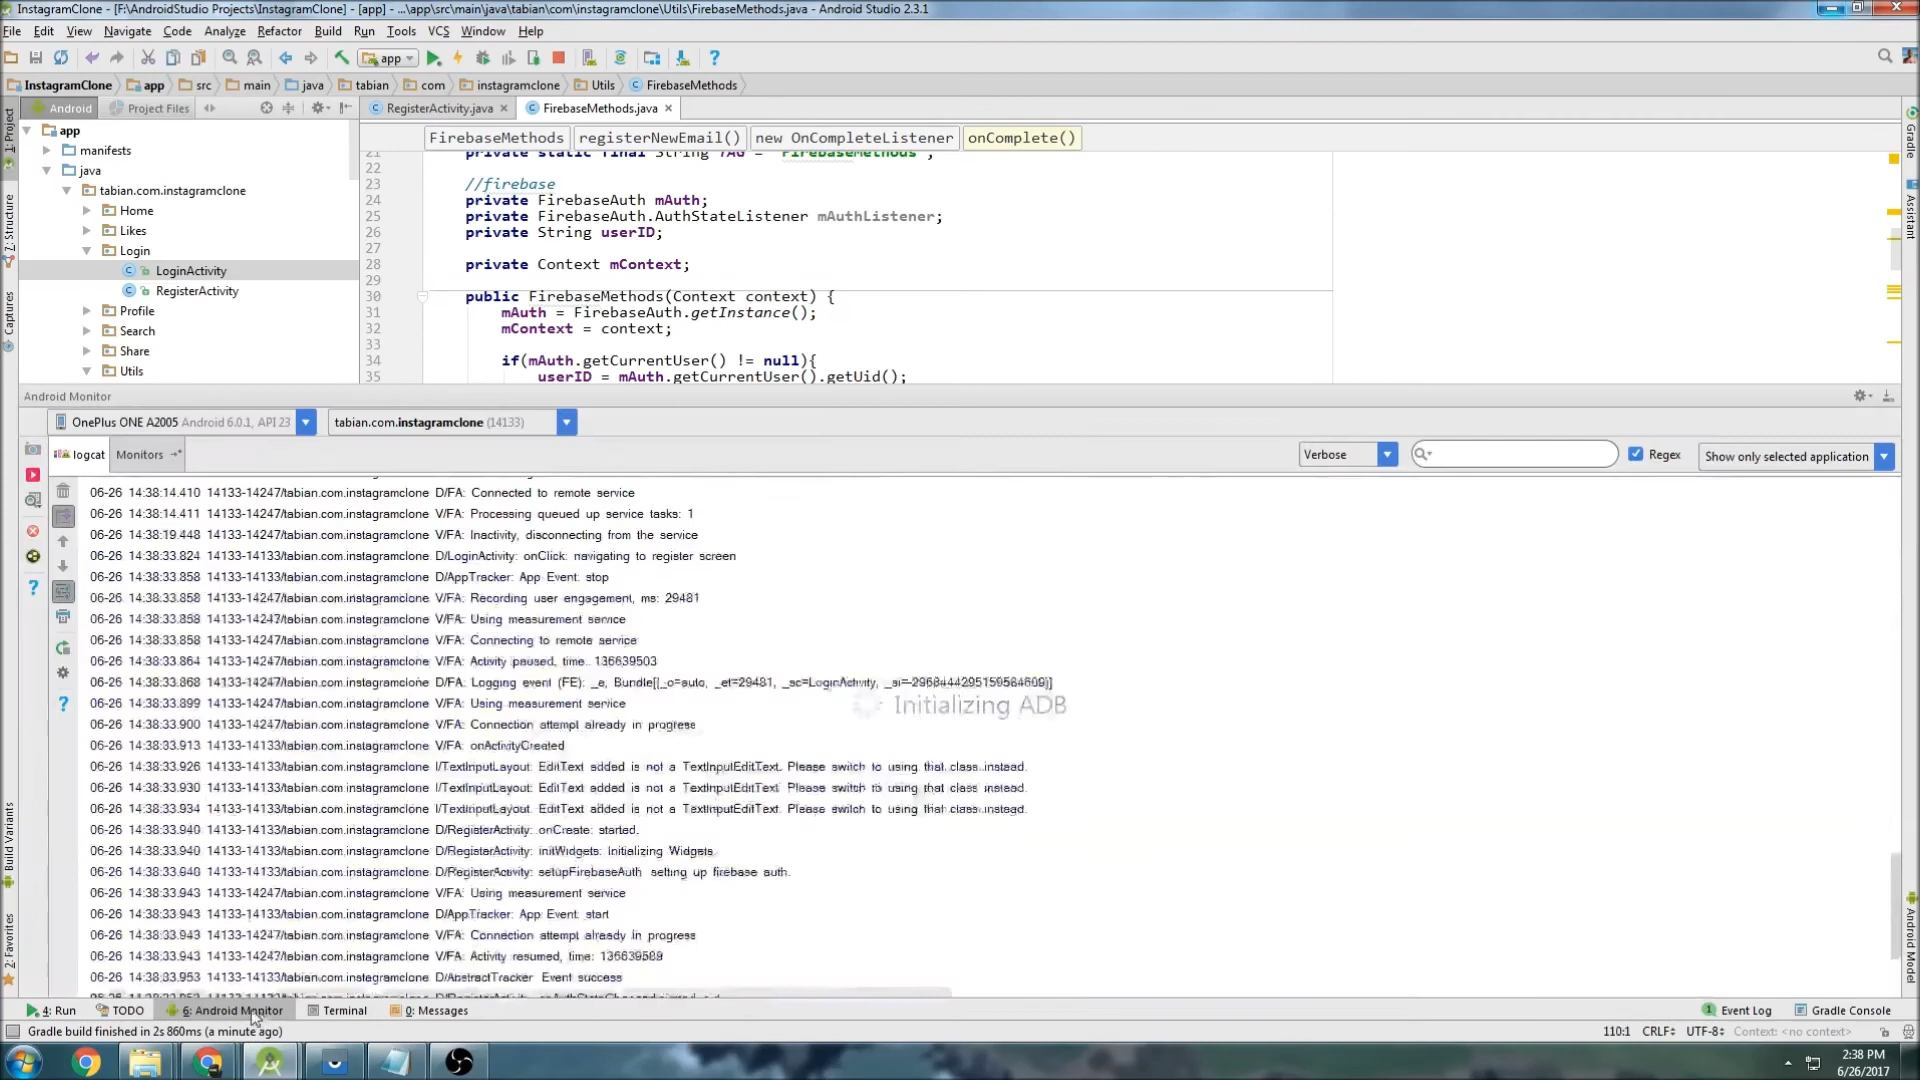 InstagramClone - [F:\AndroidStudio Projects\InstagramClone] - [app] - ...\app\src\main\java\tabian\com\instagramclone\Utils\FirebaseMethods.java - Android Studio 2.3.1
File Edit View Navigate Code Analyze Refactor Build Run Tools VCS Window Help
app
InstagramClone app src main java tabian com instagramclone Utils FirebaseMethods
Android Project Files RegisterActivity.java FirebaseMethods.java
FirebaseMethods registerNewEmail() new OnCompleteListener onComplete()
app
manifests
java
tabian.com.instagramclone
Home
Likes
Login
LoginActivity
RegisterActivity
Profile
Search
Share
Utils
21 private static final String TAG = "FirebaseMethods";
22
23 //firebase
24 private FirebaseAuth mAuth;
25 private FirebaseAuth.AuthStateListener mAuthListener;
26 private String userID;
27
28 private Context mContext;
29
30 public FirebaseMethods(Context context) {
31 mAuth = FirebaseAuth.getInstance();
32 mContext = context;
33
34 if(mAuth.getCurrentUser() != null){
35 userID = mAuth.getCurrentUser().getUid();
1: Project
7: Structure
Captures
Build Variants
2: Favorites
Gradle
Assistant
Android Model
Android Monitor
OnePlus ONE A2005 Android 6.0.1, API 23 tabian.com.instagramclone (14133)
logcat Monitors Verbose Regex Show only selected application
06-26 14:38:14.410 14133-14247/tabian.com.instagramclone D/FA: Connected to remote service
06-26 14:38:14.411 14133-14247/tabian.com.instagramclone V/FA: Processing queued up service tasks: 1
06-26 14:38:19.448 14133-14247/tabian.com.instagramclone V/FA: Inactivity, disconnecting from the service
06-26 14:38:33.824 14133-14133/tabian.com.instagramclone D/LoginActivity: onClick: navigating to register screen
06-26 14:38:33.858 14133-14133/tabian.com.instagramclone D/AppTracker: App Event: stop
06-26 14:38:33.858 14133-14247/tabian.com.instagramclone V/FA: Recording user engagement, ms: 29481
06-26 14:38:33.858 14133-14247/tabian.com.instagramclone V/FA: Using measurement service
06-26 14:38:33.858 14133-14247/tabian.com.instagramclone V/FA: Connecting to remote service
06-26 14:38:33.864 14133-14247/tabian.com.instagramclone V/FA: Activity paused, time: 136639503
06-26 14:38:33.868 14133-14247/tabian.com.instagramclone D/FA: Logging event (FE): _e, Bundle[{_o=auto, _et=29481, _sc=LoginActivity,
06-26 14:38:33.899 14133-14247/tabian.com.instagramclone V/FA: Using measurement service
Initializing ADB
06-26 14:38:33.900 14133-14247/tabian.com.instagramclone V/FA: Connection attempt already in progress
06-26 14:38:33.913 14133-14133/tabian.com.instagramclone V/FA: onActivityCreated
06-26 14:38:33.926 14133-14133/tabian.com.instagramclone I/TextInputLayout: EditText added is not a TextInputEditText. Please switch to using that class instead.
06-26 14:38:33.930 14133-14133/tabian.com.instagramclone I/TextInputLayout: EditText added is not a TextInputEditText. Please switch to using that class instead.
06-26 14:38:33.934 14133-14133/tabian.com.instagramclone I/TextInputLayout: EditText added is not a TextInputEditText. Please switch to using that class instead.
06-26 14:38:33.940 14133-14133/tabian.com.instagramclone D/RegisterActivity: onCreate: started.
06-26 14:38:33.940 14133-14133/tabian.com.instagramclone D/RegisterActivity: initWidgets: Initializing Widgets.
06-26 14:38:33.940 14133-14133/tabian.com.instagramclone D/RegisterActivity: setupFirebaseAuth: setting up firebase auth.
06-26 14:38:33.943 14133-14247/tabian.com.instagramclone V/FA: Using measurement service
06-26 14:38:33.943 14133-14133/tabian.com.instagramclone D/AppTracker: App Event: start
06-26 14:38:33.943 14133-14247/tabian.com.instagramclone V/FA: Connection attempt already in progress
06-26 14:38:33.943 14133-14247/tabian.com.instagramclone V/FA: Activity resumed, time: 136639589
06-26 14:38:33.953 14133-14133/tabian.com.instagramclone D/AbstractTracker: Event success
4: Run TODO 6: Android Monitor Terminal 0: Messages 1 Event Log Gradle Console
Gradle build finished in 2s 860ms (a minute ago) 110:1 CRLF UTF-8 Context: <no context>
2:38 PM
6/26/2017